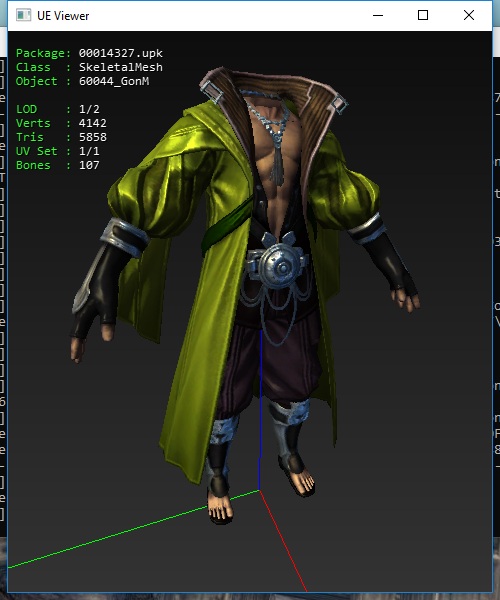 UE Viewer
Package: 00014327.upk
Class : SkeletalMesh
Object : 60044_GonM
LOD : 1/2
Verts : 4142
Tris : 5858
UV Set : 1/1
Bones : 107